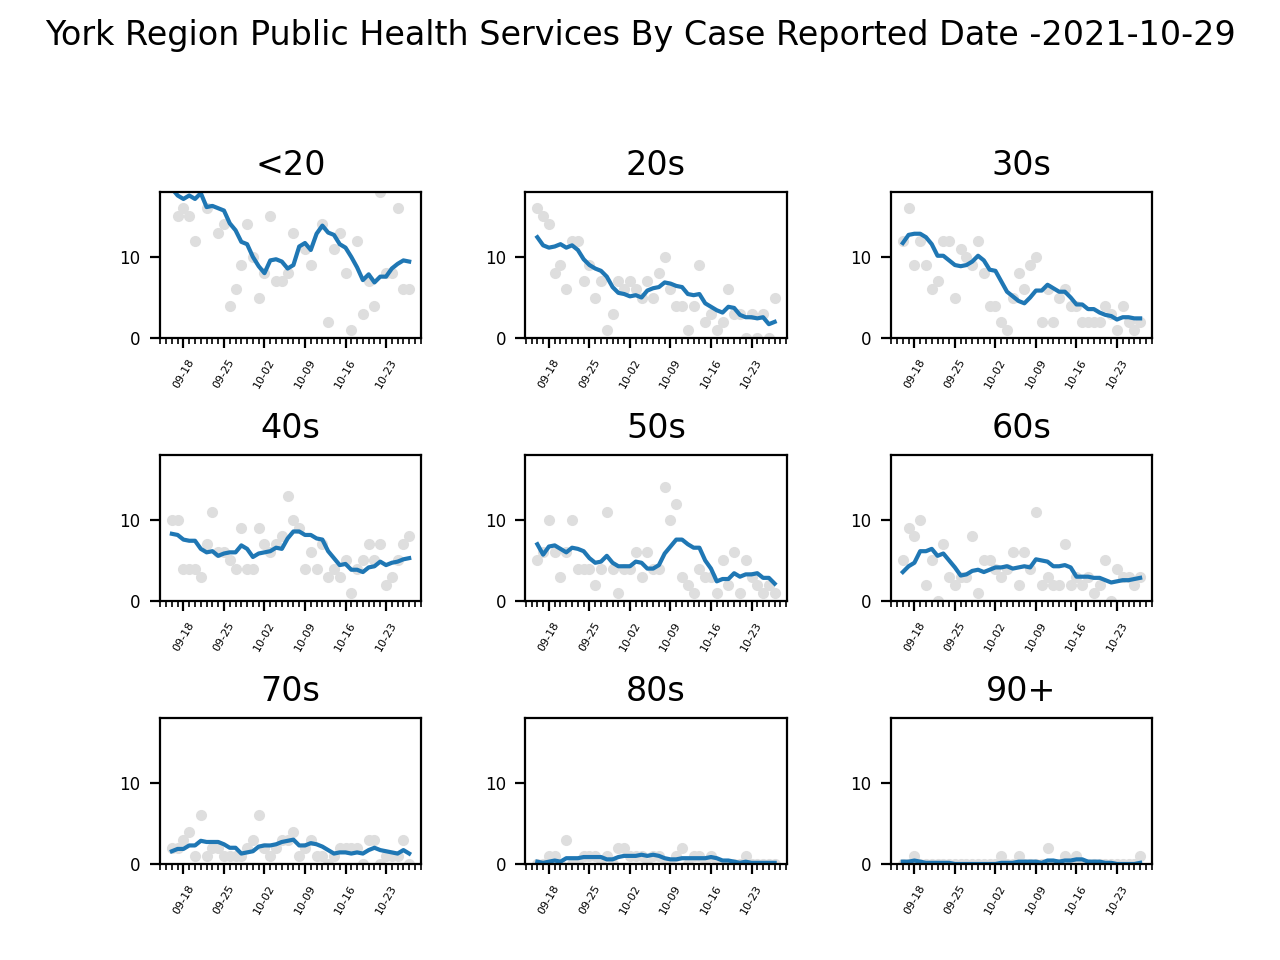 York Region Public Health Services By Case Reported Date -2021-10-29
<20 20s 30s
10 10 10
0 0 0
09-18 09-25 10-02 10-09 10-16 10-23 09-18 09-25 10-02 10-09 10-16 10-23 09-18 09-25 10-02 10-09 10-16 10-23
40s 50s 60s
10 10 10
0 0 0
09-18 09-25 10-02 10-09 10-16 10-23 09-18 09-25 10-02 10-09 10-16 10-23 09-18 09-25 10-02 10-09 10-16 10-23
70s 80s 90+
10 10 10
0 0 0
09-18 09-25 10-02 10-09 10-16 10-23 09-18 09-25 10-02 10-09 10-16 10-23 09-18 09-25 10-02 10-09 10-16 10-23